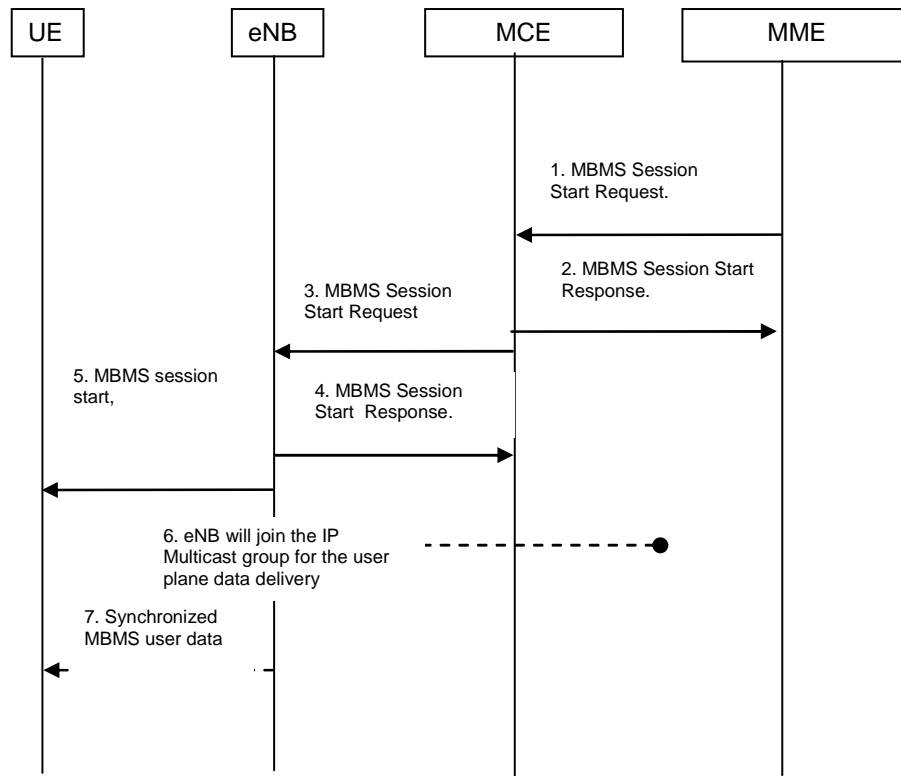 UE
eNB
MCE
MME
1. MBMS Session
Start Request.
2. MBMS Session Start
Response.
3. MBMS Session
Start Request
5. MBMS session
start,
4. MBMS Session
Start  Response.
6. eNB will join the IP
Multicast group for the user
plane data delivery
7. Synchronized
MBMS user data